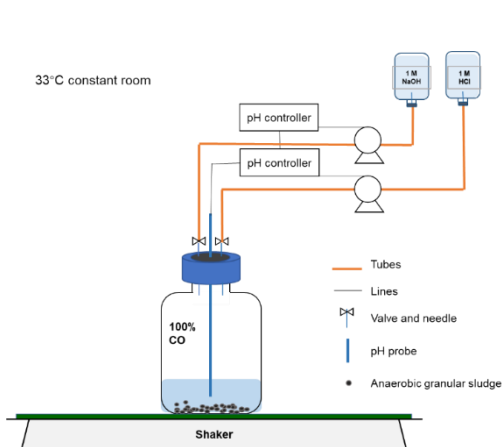 33°C constant room
1 M
NaOH
1 M
HCl
pH controller
pH controller
100%
CO
Tubes
Lines
Valve and needle
pH probe
Anaerobic granular sludge
Shaker